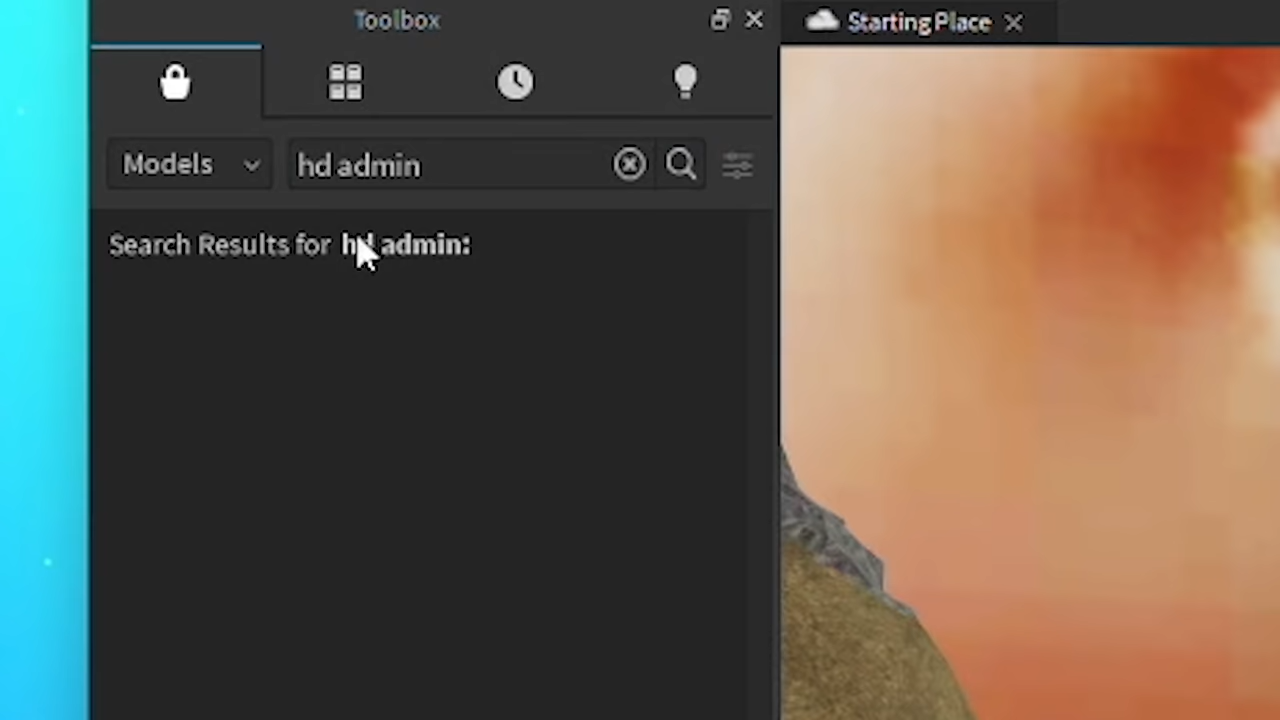 Toolbox
Starting Place
Models
hd admin
Search Results for hd admin: